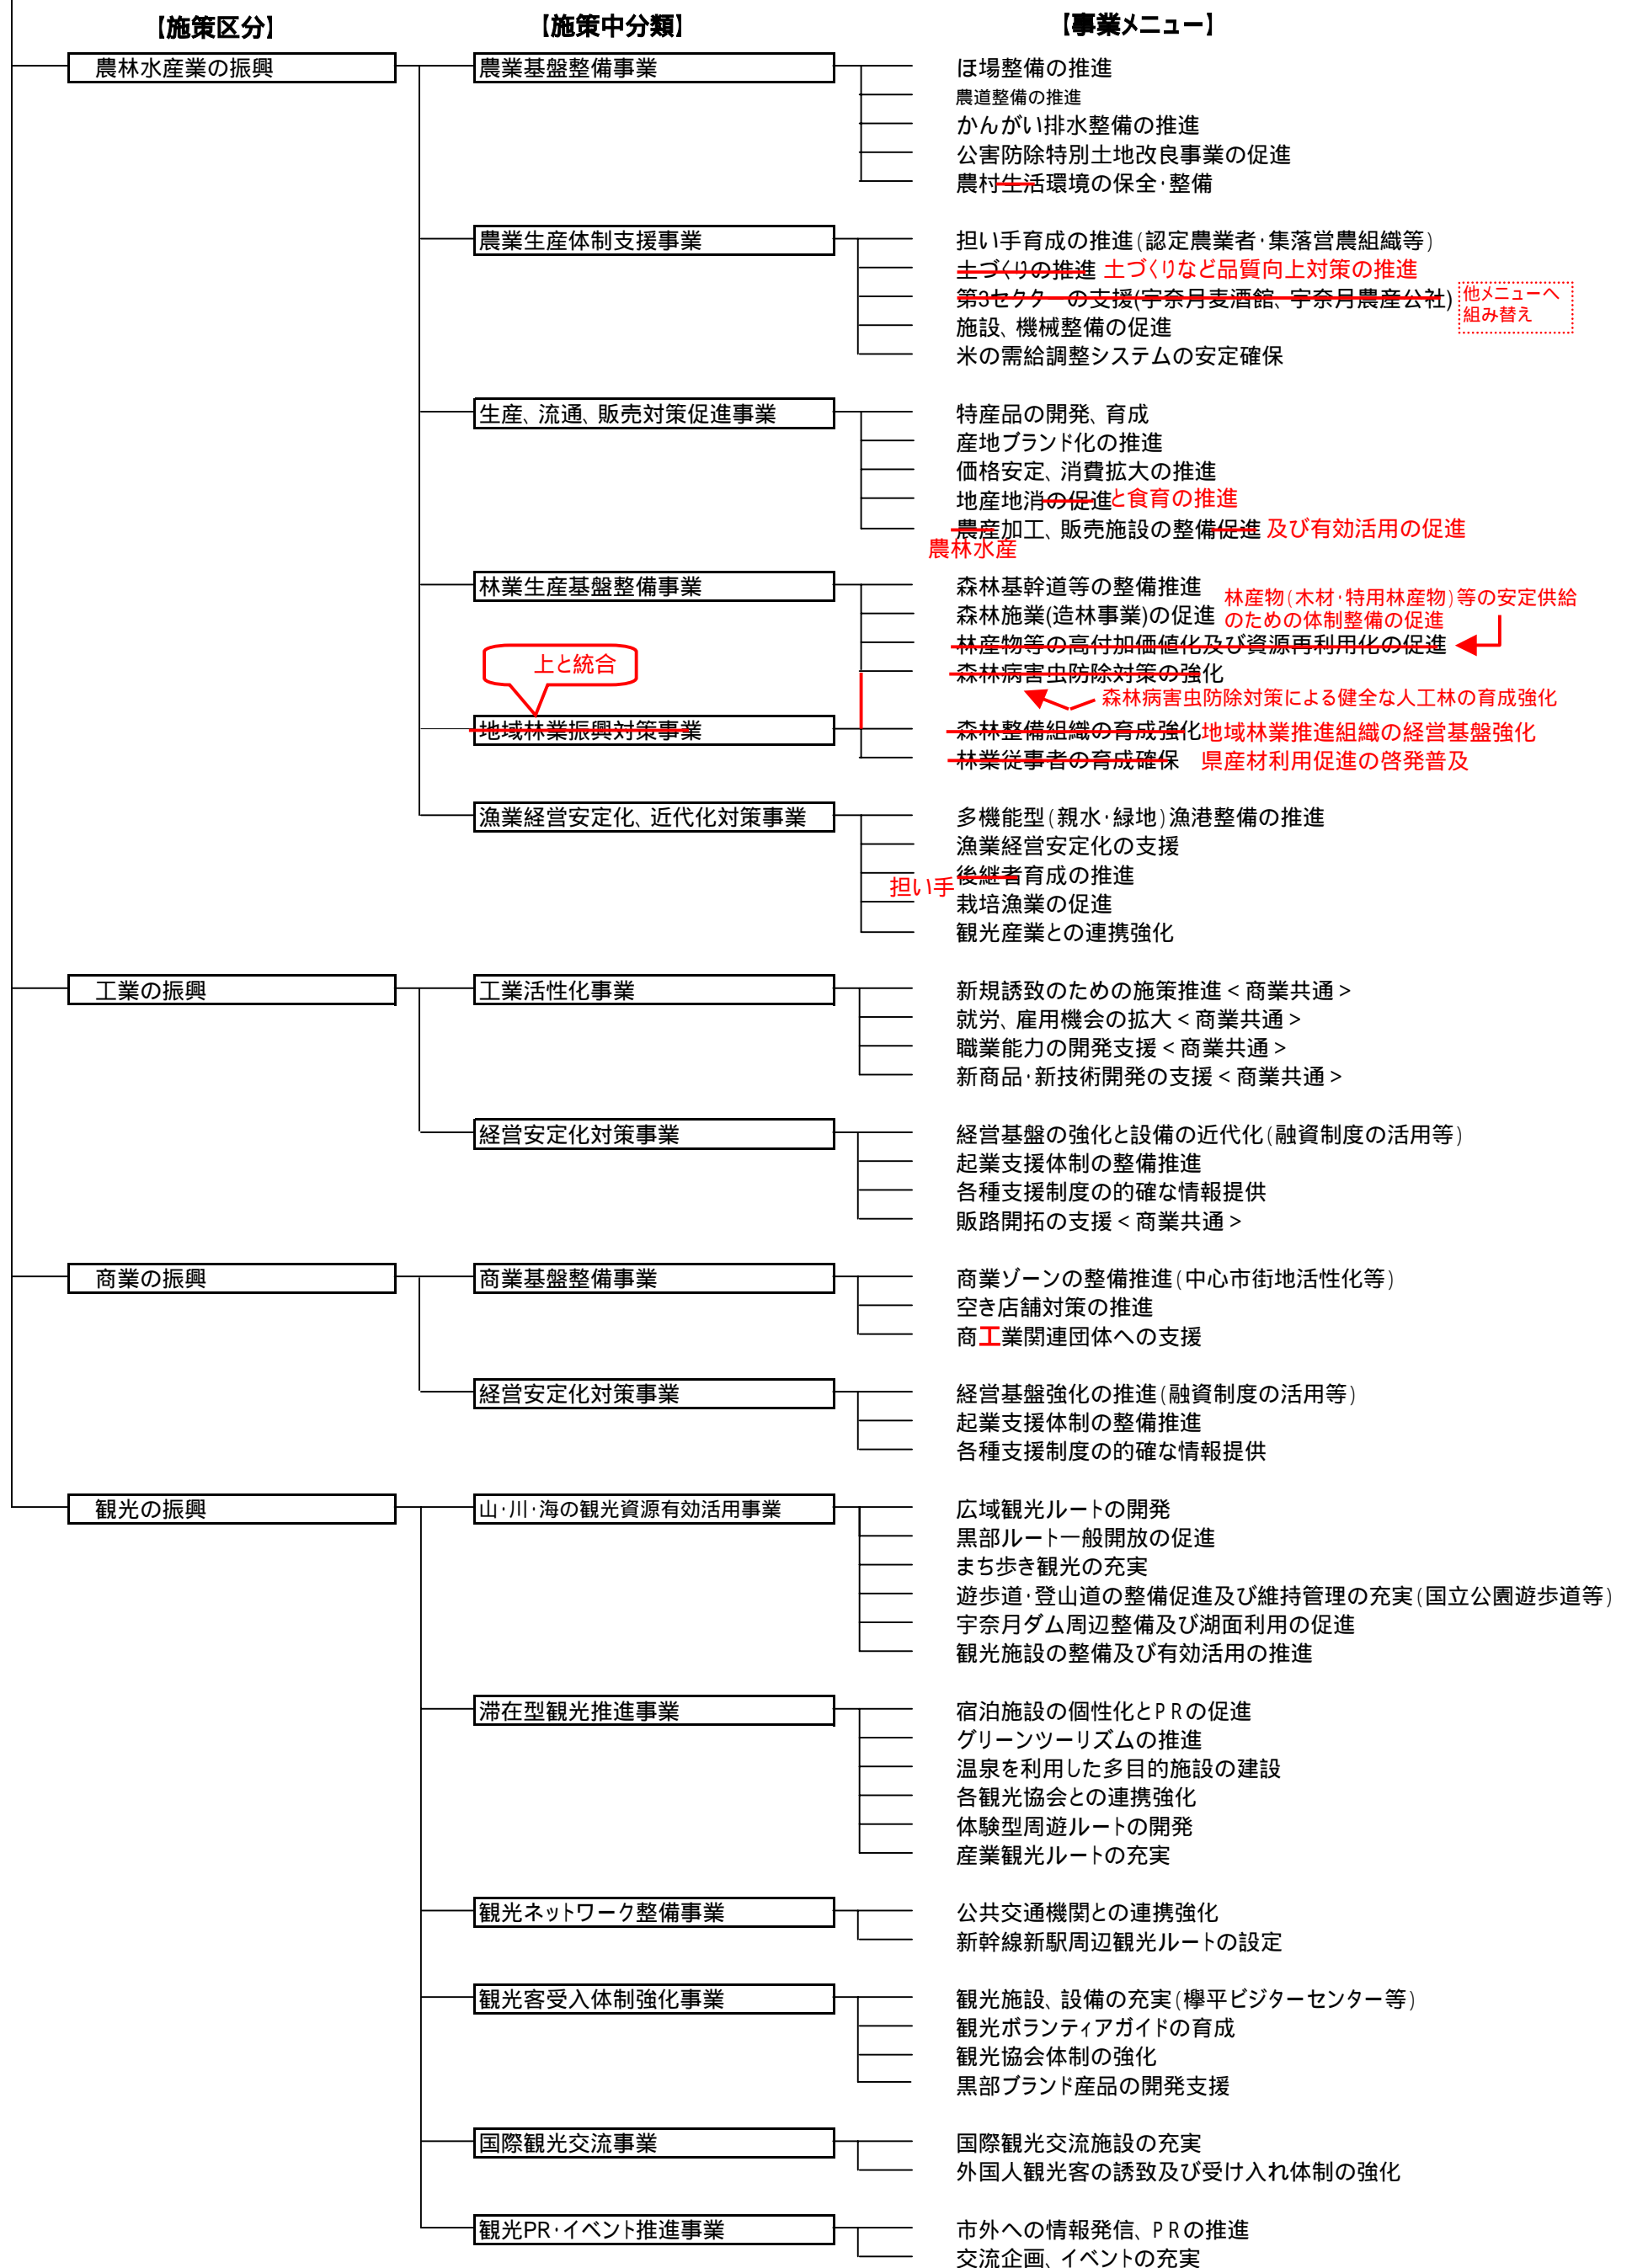 【施策区分】 【施策中分類】 【事業メニュー】
農林水産業の振興 農業基盤整備事業 ほ場整備の推進
農道整備の推進
かんがい排水整備の推進
公害防除特別土地改良事業の促進
農村生活環境の保全・整備
農業生産体制支援事業 担い手育成の推進(認定農業者・集落営農組織等)
土づくりの推進 土づくりなど品質向上対策の推進
第3セクターの支援(宇奈月麦酒館、宇奈月農産公社) 他メニューへ
組み替え
施設、機械整備の促進
米の需給調整システムの安定確保
生産、流通、販売対策促進事業 特産品の開発、育成
産地ブランド化の推進
価格安定、消費拡大の推進
地産地消の促進と食育の推進
農産加工、販売施設の整備促進 及び有効活用の促進
農林水産
林業生産基盤整備事業 森林基幹道等の整備推進
林産物(木材・特用林産物)等の安定供給
森林施業(造林事業)の促進 のための体制整備の促進
林産物等の高付加価値化及び資源再利用化の促進
上と統合
森林病害虫防除対策の強化
森林病害虫防除対策による健全な人工林の育成強化
地域林業振興対策事業 森林整備組織の育成強化 地域林業推進組織の経営基盤強化
林業従事者の育成確保 県産材利用促進の啓発普及
漁業経営安定化、近代化対策事業 多機能型(親水・緑地)漁港整備の推進
漁業経営安定化の支援
担い手 後継者育成の推進
栽培漁業の促進
観光産業との連携強化
工業の振興 工業活性化事業 新規誘致のための施策推進<商業共通>
就労、雇用機会の拡大<商業共通>
職業能力の開発支援<商業共通>
新商品・新技術開発の支援<商業共通>
経営安定化対策事業 経営基盤の強化と設備の近代化(融資制度の活用等)
起業支援体制の整備推進
各種支援制度の的確な情報提供
販路開拓の支援<商業共通>
商業の振興 商業基盤整備事業 商業ゾーンの整備推進(中心市街地活性化等)
空き店舗対策の推進
商工業関連団体への支援
経営安定化対策事業 経営基盤強化の推進(融資制度の活用等)
起業支援体制の整備推進
各種支援制度の的確な情報提供
観光の振興 山・川・海の観光資源有効活用事業 広域観光ルートの開発
黒部ルート一般開放の促進
まち歩き観光の充実
遊歩道・登山道の整備促進及び維持管理の充実(国立公園遊歩道等)
宇奈月ダム周辺整備及び湖面利用の促進
観光施設の整備及び有効活用の推進
滞在型観光推進事業 宿泊施設の個性化とPRの促進
グリーンツーリズムの推進
温泉を利用した多目的施設の建設
各観光協会との連携強化
体験型周遊ルートの開発
産業観光ルートの充実
観光ネットワーク整備事業 公共交通機関との連携強化
新幹線新駅周辺観光ルートの設定
観光客受入体制強化事業 観光施設、設備の充実(欅平ビジターセンター等)
観光ボランティアガイドの育成
観光協会体制の強化
黒部ブランド産品の開発支援
国際観光交流事業 国際観光交流施設の充実
外国人観光客の誘致及び受け入れ体制の強化
観光PR・イベント推進事業 市外への情報発信、PRの推進
交流企画、イベントの充実